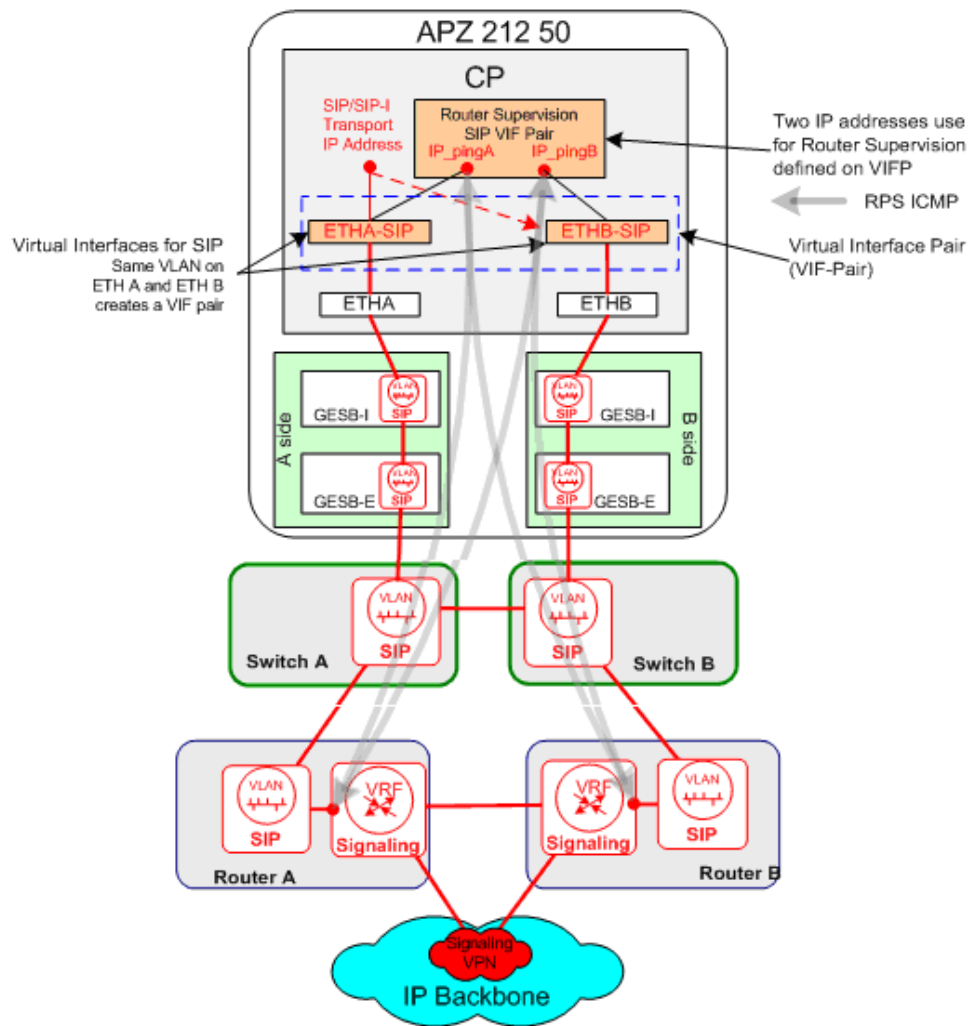 APZ 212 50
CP
SIP/SIP-I
Transport
IP Address
Router Supervision
SIP VIF Pair
IP_pingA
IP_pingB
Two IP addresses use
for Router Supervision
defined on VIFP
RPS ICMP
ETHA-SIP
ETHB-SIP
Virtual Interfaces for SIP
Same VLAN on
ETH A and ETH B
creates a VIF pair
Virtual Interface Pair
(VIF-Pair)
ETHA
ETHB
A side
VLAN
SIP
GESB-I
VLAN
SIP
GESB-E
VLAN
SIP
GESB-I
VLAN
SIP
GESB-E
B side
VLAN
SIP
Switch A
VLAN
SIP
Switch B
VLAN
SIP
VRF
Signaling
Router A
VRF
Signaling
VLAN
SIP
Router B
Signaling
VPN
IP Backbone